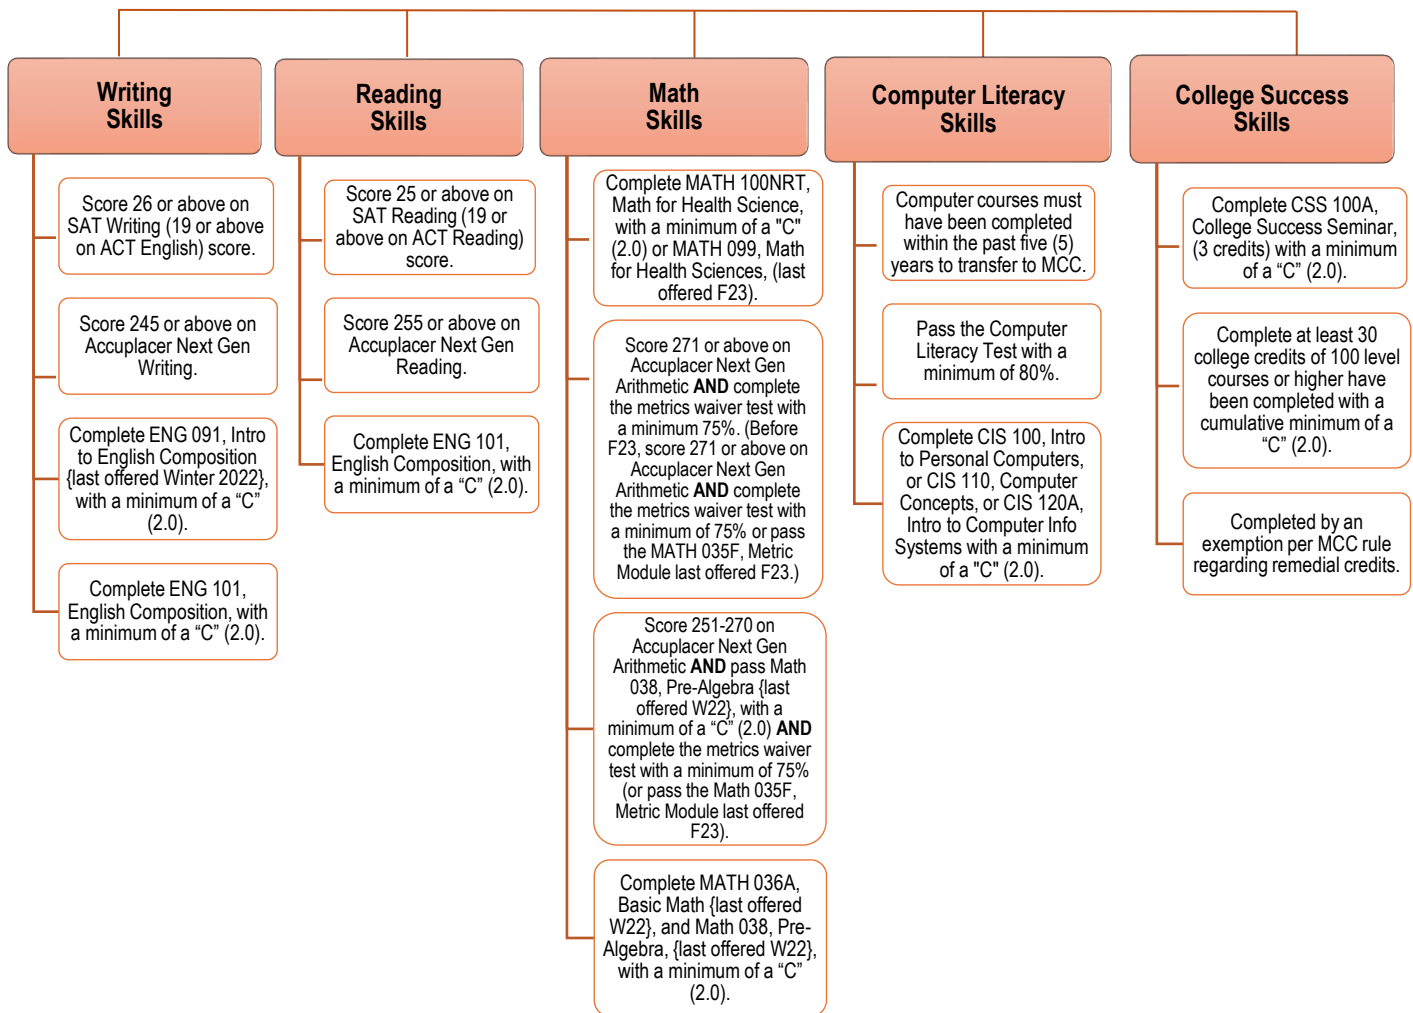 Writing
Skills
Score 26 or above on
SAT Writing (19 or above
on ACT English) score.
Score 245 or above on
Accuplacer Next Gen
Writing.
Complete ENG 091, Intro
to English Composition
{last offered Winter 2022},
with a minimum of a “C”
(2.0).
Complete ENG 101,
English Composition, with
a minimum of a “C” (2.0).
Reading
Skills
Score 25 or above on
SAT Reading (19 or
above on ACT Reading)
score.
Score 255 or above on
Accuplacer Next Gen
Reading.
Complete ENG 101,
English Composition, with
a minimum of a “C” (2.0).
Math
Skills
Complete MATH 100NRT,
Math for Health Science,
with a minimum of a "C"
(2.0) or MATH 099, Math
for Health Sciences, (last
offered F23).
Score 271 or above on
Accuplacer Next Gen
Arithmetic AND complete
the metrics waiver test with
a minimum 75%. (Before
F23, score 271 or above on
Accuplacer Next Gen
Arithmetic AND complete
the metrics waiver test with
a minimum of 75% or pass
the MATH 035F, Metric
Module last offered F23.)
Score 251-270 on
Accuplacer Next Gen
Arithmetic AND pass Math
038, Pre-Algebra {last
offered W22}, with a
minimum of a “C” (2.0) AND
complete the metrics waiver
test with a minimum of 75%
(or pass the Math 035F,
Metric Module last offered
F23).
Complete MATH 036A,
Basic Math {last offered
W22}, and Math 038, Pre-
Algebra, {last offered W22},
with a minimum of a “C”
(2.0).
Computer Literacy
Skills
Computer courses must
have been completed
within the past five (5)
years to transfer to MCC.
Pass the Computer
Literacy Test with a
minimum of 80%.
Complete CIS 100, Intro
to Personal Computers,
or CIS 110, Computer
Concepts, or CIS 120A,
Intro to Computer Info
Systems with a minimum
of a "C" (2.0).
College Success
Skills
Complete CSS 100A,
College Success Seminar,
(3 credits) with a minimum
of a “C” (2.0).
Complete at least 30
college credits of 100 level
courses or higher have
been completed with a
cumulative minimum of a
“C” (2.0).
Completed by an
exemption per MCC rule
regarding remedial credits.